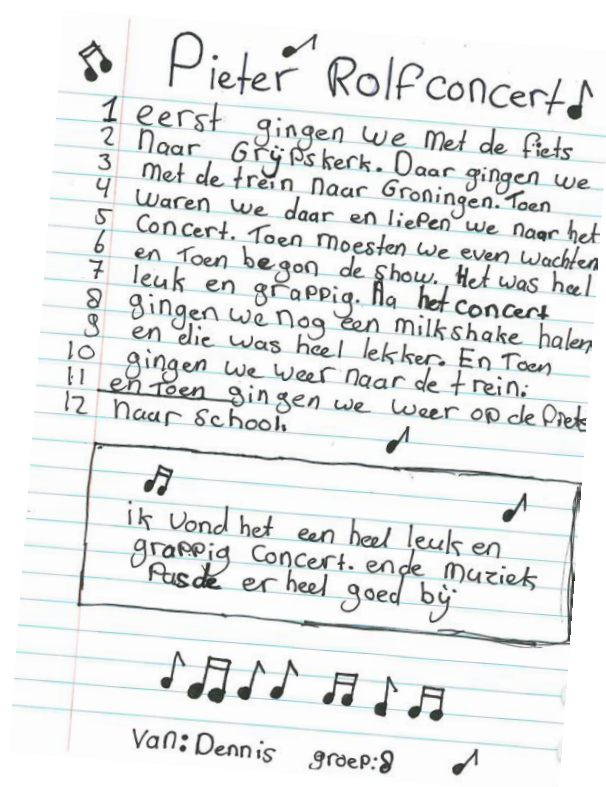 Pieter Rolfconcert
1 eerst gingen we met de fiets
2 naar Grijpskerk. Daar gingen we
3 met de trein naar Groningen. Toen
4 waren we daar en liepen we naar het
5 concert. Toen moesten we even wachten
6 en Toen begon de show. Het was heel
7 leuk en grappig. Na het concert
8 gingen we nog een milkshake halen
9 en die was heel lekker. En Toen
10 gingen we weer naar de trein.
11 en Toen gingen we weer op de fiets
12 naar school.
ik vond het een heel leuk en
grappig concert. en de muziek
Pasde er heel goed bij
Van: Dennis groep:8